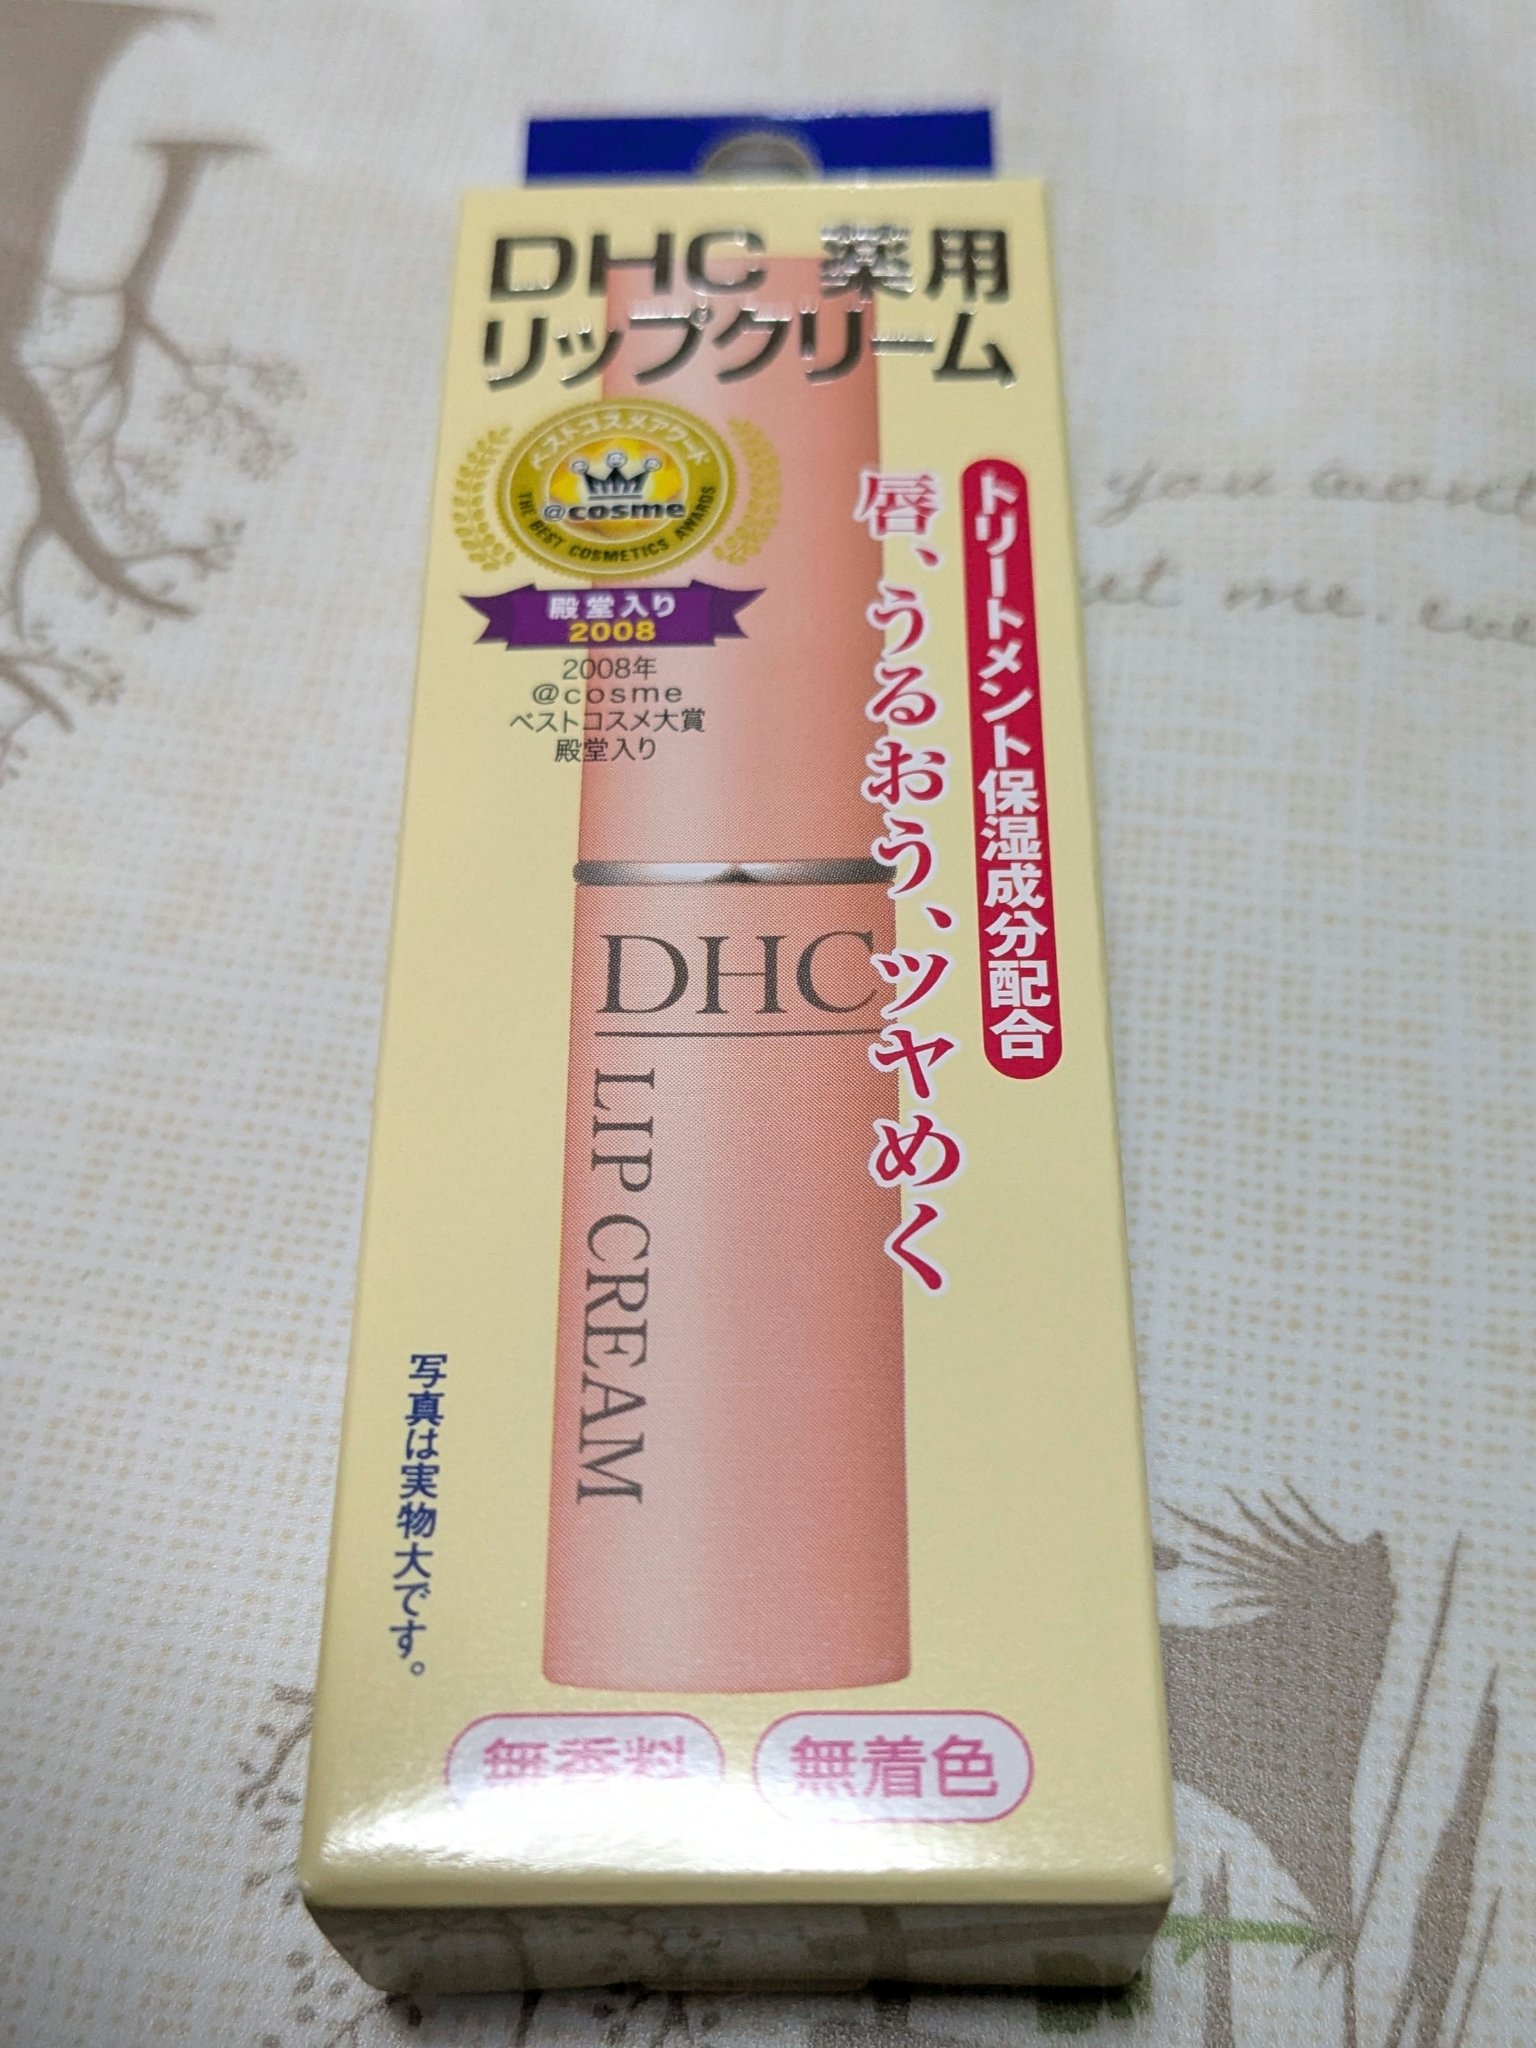 DHC 薬用
リップクリーム
ベストコスメアワード
@cosme
THE BEST COSMETICS AWARDS
殿堂入り
2008
2008年
@cosme
ベストコスメ大賞
殿堂入り
トリートメント保湿成分配合
唇、うるおう、ツヤめく
DHC
LIP CREAM
写真は実物大です。
無香料
無着色
you
me.